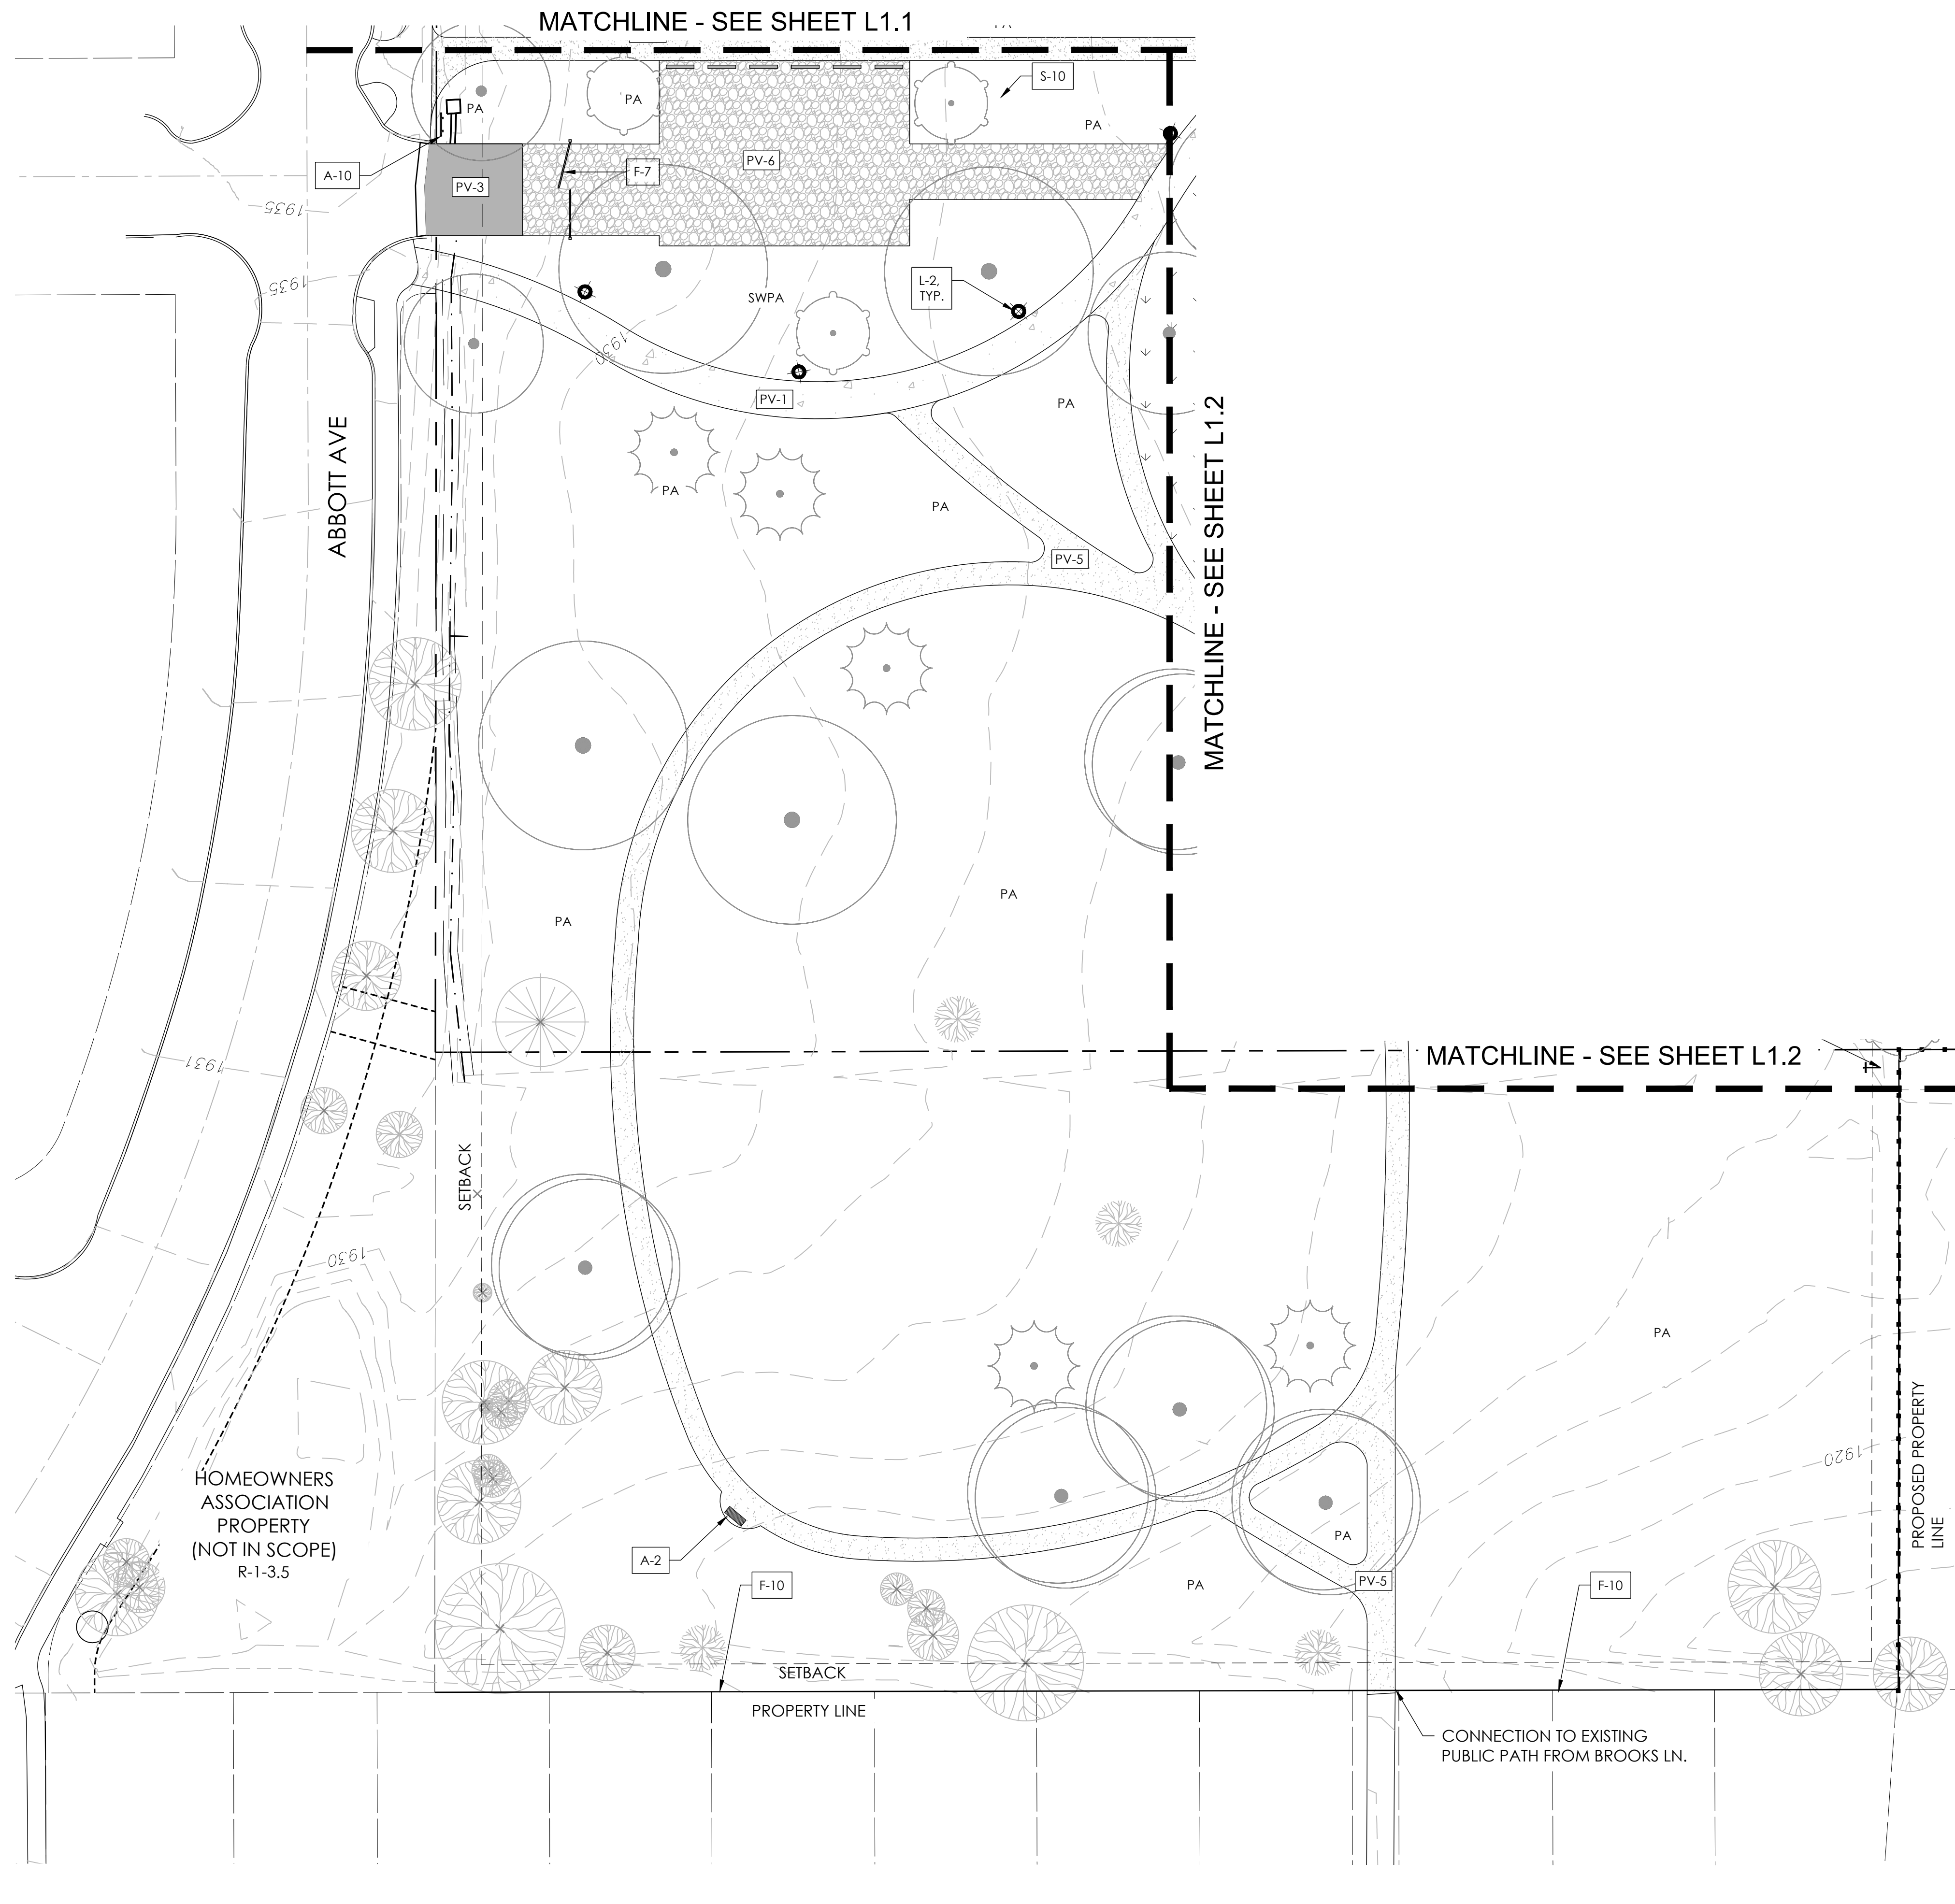 MATCHLINE - SEE SHEET L1.1
S-10
PA
PA
PA
A-10
PV-3
F-7
PV-6
1935
1935
L-2,
TYP.
SWPA
1930
PV-1
PA
ABBOTT AVE
PA
PA
MATCHLINE - SEE SHEET L1.2
PV-5
PA
PA
MATCHLINE - SEE SHEET L1.2
1931
SETBACK
1930
PA
PROPOSED PROPERTY
LINE
1920
HOMEOWNERS
ASSOCIATION
PROPERTY
(NOT IN SCOPE)
R-1-3.5
PA
A-2
F-10
PA
PV-5
F-10
SETBACK
PROPERTY LINE
CONNECTION TO EXISTING
PUBLIC PATH FROM BROOKS LN.